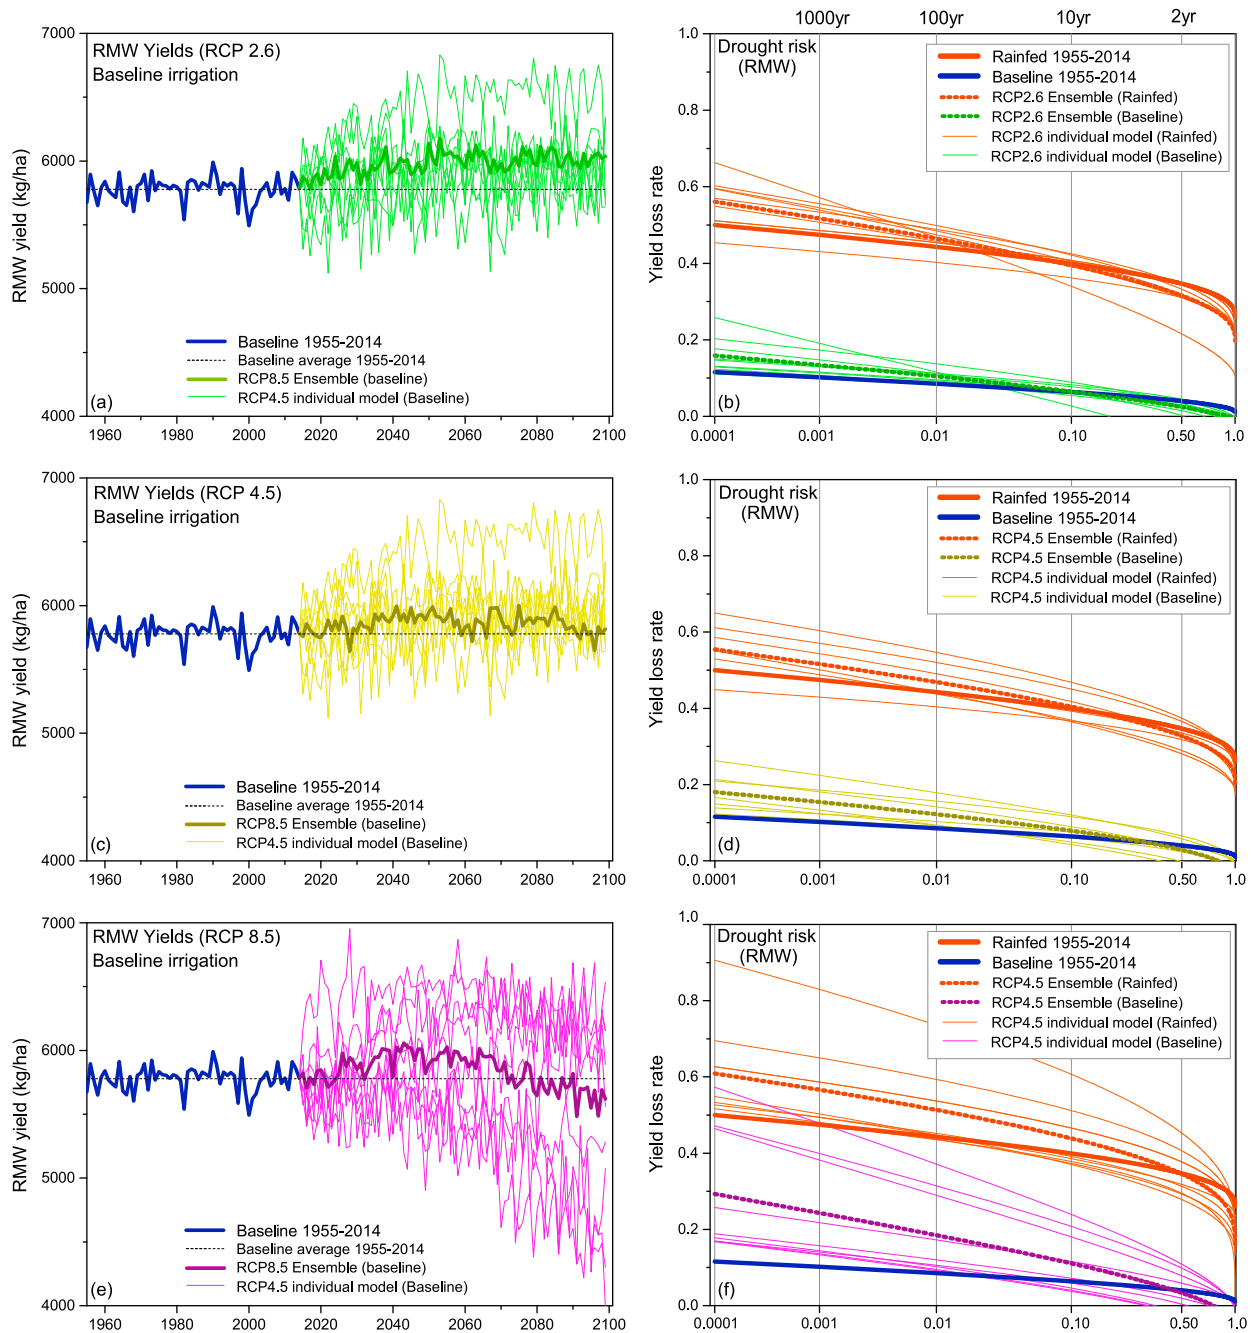 1000yr 100yr 10yr 2yr
7000
RMW Yields (RCP 2.6)
Baseline irrigation
6000
5000
4000
RMW yield (kg/ha)
Baseline 1955-2014
Baseline average 1955-2014
RCP8.5 Ensemble (baseline)
RCP4.5 individual model (Baseline)
(a)
1960 1980 2000 2020 2040 2060 2080 2100
1.0
0.8
0.6
0.4
0.2
0.0
Yield loss rate
Drought risk
(RMW)
Rainfed 1955-2014
Baseline 1955-2014
RCP2.6 Ensemble (Rainfed)
RCP2.6 Ensemble (Baseline)
RCP2.6 individual model (Rainfed)
RCP2.6 individual model (Baseline)
(b)
0.0001 0.001 0.01 0.10 0.50 1.0
7000
RMW Yields (RCP 4.5)
Baseline irrigation
6000
5000
4000
RMW yield (kg/ha)
Baseline 1955-2014
Baseline average 1955-2014
RCP8.5 Ensemble (baseline)
RCP4.5 individual model (Baseline)
(c)
1960 1980 2000 2020 2040 2060 2080 2100
1.0
0.8
0.6
0.4
0.2
0.0
Yield loss rate
Drought risk
(RMW)
Rainfed 1955-2014
Baseline 1955-2014
RCP4.5 Ensemble (Rainfed)
RCP4.5 Ensemble (Baseline)
RCP4.5 individual model (Rainfed)
RCP4.5 individual model (Baseline)
(d)
0.0001 0.001 0.01 0.10 0.50 1.0
7000
RMW Yields (RCP 8.5)
Baseline irrigation
6000
5000
4000
RMW yield (kg/ha)
Baseline 1955-2014
Baseline average 1955-2014
RCP8.5 Ensemble (baseline)
RCP4.5 individual model (Baseline)
(e)
1960 1980 2000 2020 2040 2060 2080 2100
1.0
0.8
0.6
0.4
0.2
0.0
Yield loss rate
Drought risk
(RMW)
Rainfed 1955-2014
Baseline 1955-2014
RCP4.5 Ensemble (Rainfed)
RCP4.5 Ensemble (Baseline)
RCP4.5 individual model (Rainfed)
RCP4.5 individual model (Baseline)
(f)
0.0001 0.001 0.01 0.10 0.50 1.0